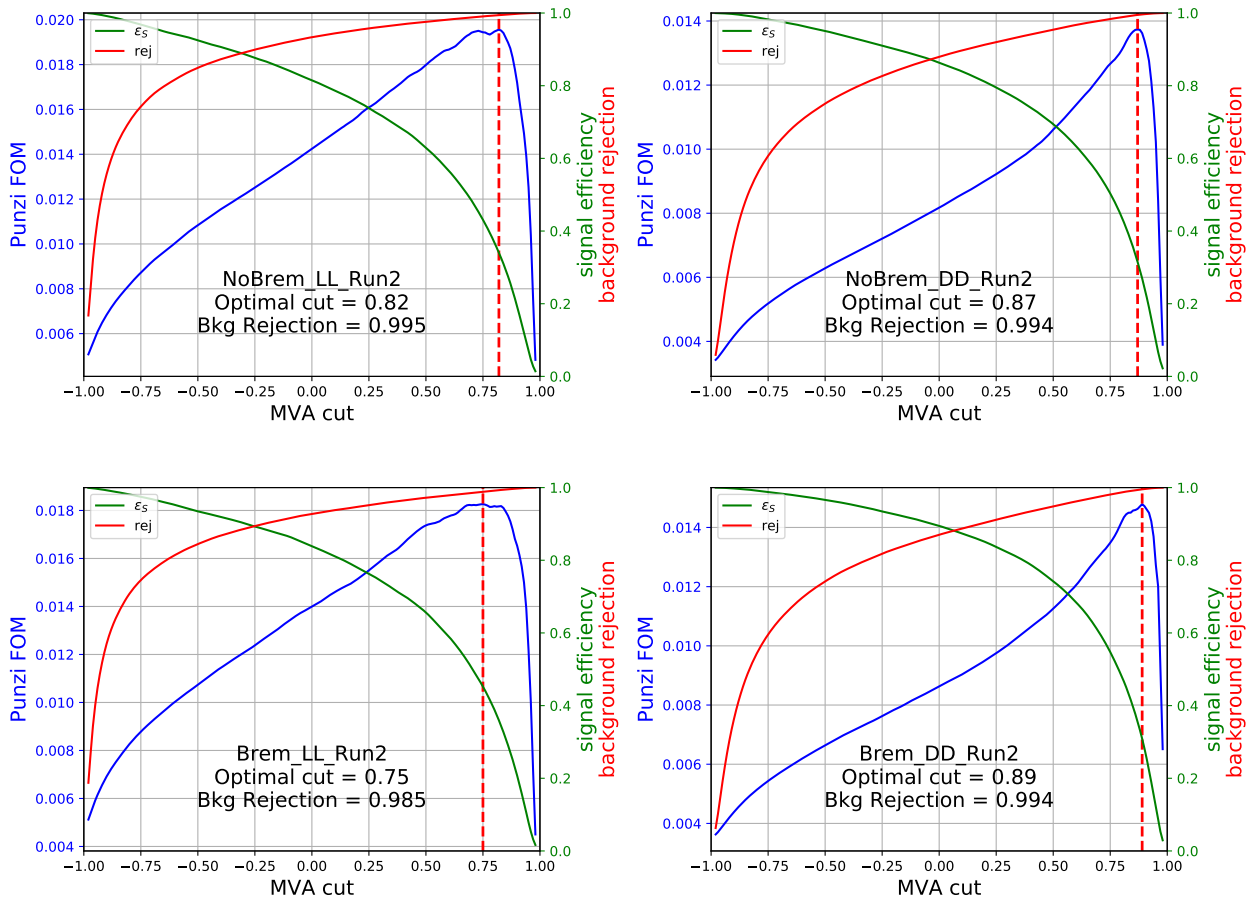 0.020
0.018
0.016
0.014
0.012
0.010
0.008
0.006
Punzi FOM
εS
rej
NoBrem_LL_Run2
Optimal cut = 0.82
Bkg Rejection = 0.995
1.0
0.8
0.6
0.4
0.2
0.0
signal efficiency
background rejection
−1.00 −0.75 −0.50 −0.25 0.00 0.25 0.50 0.75 1.00
MVA cut
0.014
0.012
0.010
0.008
0.006
0.004
Punzi FOM
εS
rej
NoBrem_DD_Run2
Optimal cut = 0.87
Bkg Rejection = 0.994
1.0
0.8
0.6
0.4
0.2
0.0
signal efficiency
background rejection
−1.00 −0.75 −0.50 −0.25 0.00 0.25 0.50 0.75 1.00
MVA cut
0.018
0.016
0.014
0.012
0.010
0.008
0.006
0.004
Punzi FOM
εS
rej
Brem_LL_Run2
Optimal cut = 0.75
Bkg Rejection = 0.985
1.0
0.8
0.6
0.4
0.2
0.0
signal efficiency
background rejection
−1.00 −0.75 −0.50 −0.25 0.00 0.25 0.50 0.75 1.00
MVA cut
0.014
0.012
0.010
0.008
0.006
0.004
Punzi FOM
εS
rej
Brem_DD_Run2
Optimal cut = 0.89
Bkg Rejection = 0.994
1.0
0.8
0.6
0.4
0.2
0.0
signal efficiency
background rejection
−1.00 −0.75 −0.50 −0.25 0.00 0.25 0.50 0.75 1.00
MVA cut